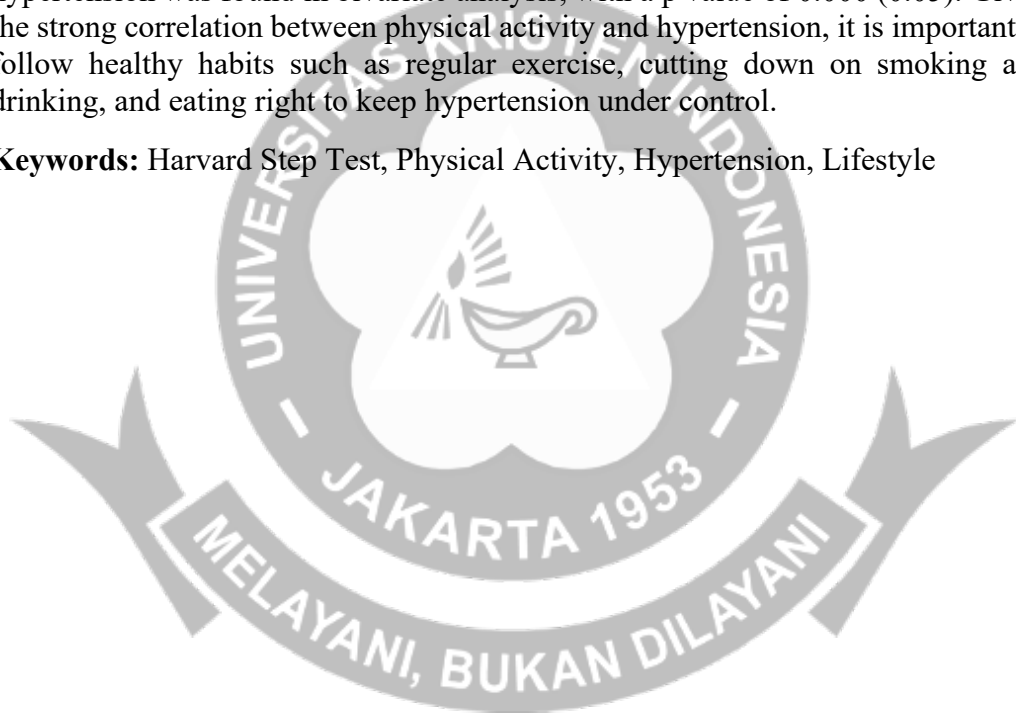 hypertension was found in bivariate analysis, with a p value of 0.000 (0.05).
the strong correlation between physical activity and hypertension, it is important
follow healthy habits such as regular exercise, cutting down on smoking a
drinking, and eating right to keep hypertension under control.
Keywords: Harvard Step Test, Physical Activity, Hypertension, Lifestyle
UNIVERSITAS KRISTEN INDONESIA
JAKARTA 1953
MELAYANI, BUKAN DILAYANI